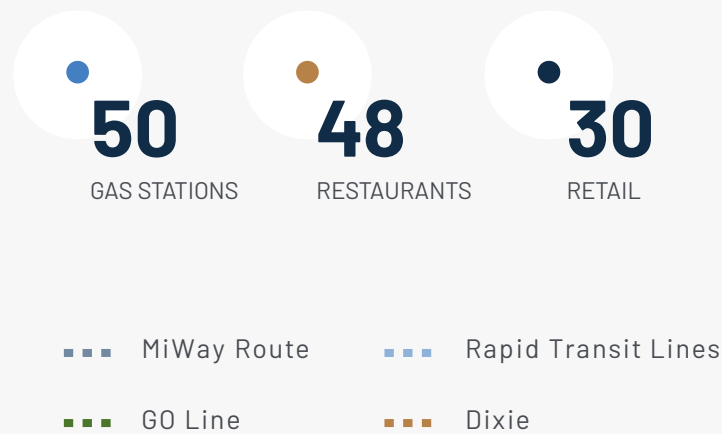 50 48 30
GAS STATIONS RESTAURANTS RETAIL
MiWay Route Rapid Transit Lines
GO Line Dixie